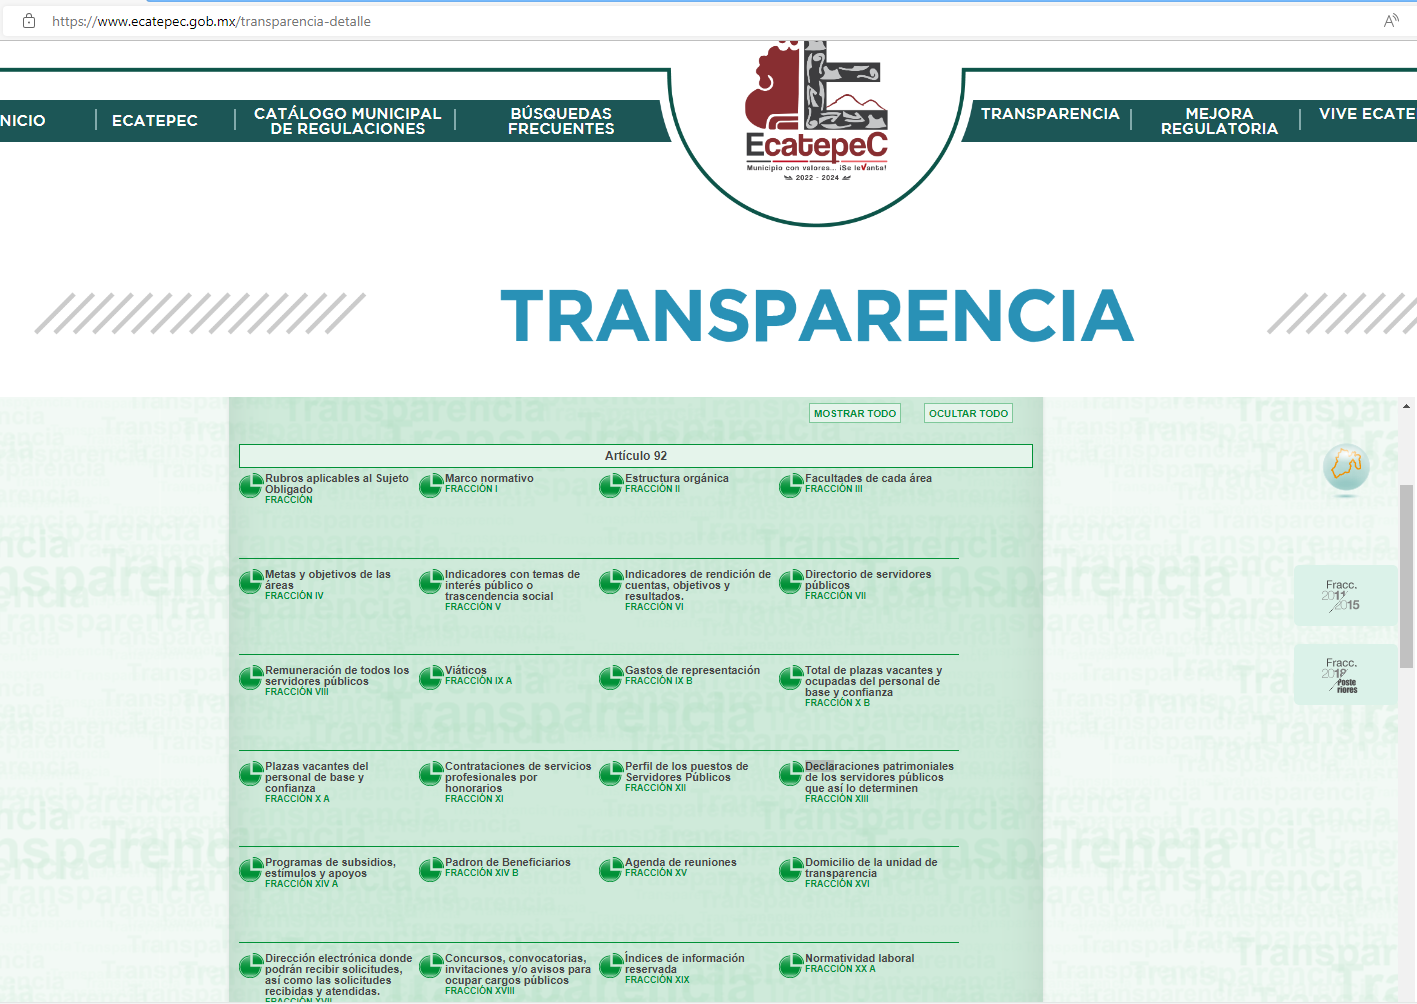 https://www.ecatepec.gob.mx/transparencia-detalle
NICIO
ECATEPEC
CATÁLOGO MUNICIPAL
DE REGULACIONES
BÚSQUEDAS
FRECUENTES
EcatepeC
Municipio con valores... ¡Se leVanta!
2022 - 2024
TRANSPARENCIA
MEJORA
REGULATORIA
VIVE ECATE
TRANSPARENCIA
MOSTRAR TODO
OCULTAR TODO
Artículo 92
Rubros aplicables al Sujeto
Obligado
FRACCIÓN
Marco normativo
FRACCIÓN I
Estructura orgánica
FRACCIÓN II
Facultades de cada área
FRACCIÓN III
Metas y objetivos de las
áreas
FRACCIÓN IV
Indicadores con temas de
interés público o
trascendencia social
FRACCIÓN V
Indicadores de rendición de
cuentas, objetivos y
resultados.
FRACCIÓN VI
Directorio de servidores
públicos
FRACCIÓN VII
Remuneración de todos los
servidores públicos
FRACCIÓN VIII
Viáticos
FRACCIÓN IX A
Gastos de representación
FRACCIÓN IX B
Total de plazas vacantes y
ocupadas del personal de
base y confianza
FRACCIÓN X B
Plazas vacantes del
personal de base y
confianza
FRACCIÓN X A
Contrataciones de servicios
profesionales por
honorarios
FRACCIÓN XI
Perfil de los puestos de
Servidores Públicos
FRACCIÓN XII
Declaraciones patrimoniales
de los servidores públicos
que así lo determinen
FRACCIÓN XIII
Programas de subsidios,
estímulos y apoyos
FRACCIÓN XIV A
Padron de Beneficiarios
FRACCIÓN XIV B
Agenda de reuniones
FRACCIÓN XV
Domicilio de la unidad de
transparencia
FRACCIÓN XVI
Dirección electrónica donde
podrán recibir solicitudes,
así como las solicitudes
recibidas y atendidas.
FRACCIÓN XVII
Concursos, convocatorias,
invitaciones y/o avisos para
ocupar cargos públicos
FRACCIÓN XVIII
Índices de información
reservada
FRACCIÓN XIX
Normatividad laboral
FRACCIÓN XX A
Fracc.
2011
2015
Fracc.
2018
Poste
riores